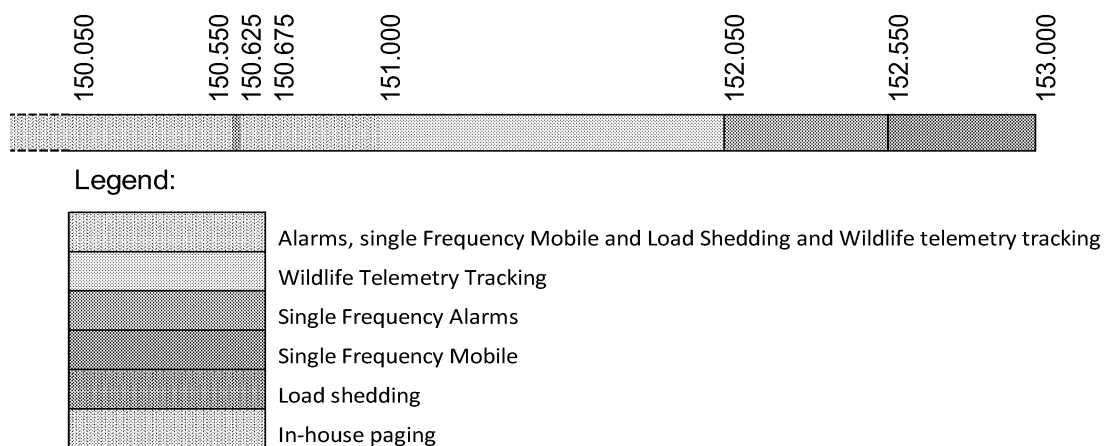 150.050
150.550
150.625
150.675
151.000
152.050
152.550
153.000
Legend:
Alarms, single Frequency Mobile and Load Shedding and Wildlife telemetry tracking
Wildlife Telemetry Tracking
Single Frequency Alarms
Single Frequency Mobile
Load shedding
In-house paging